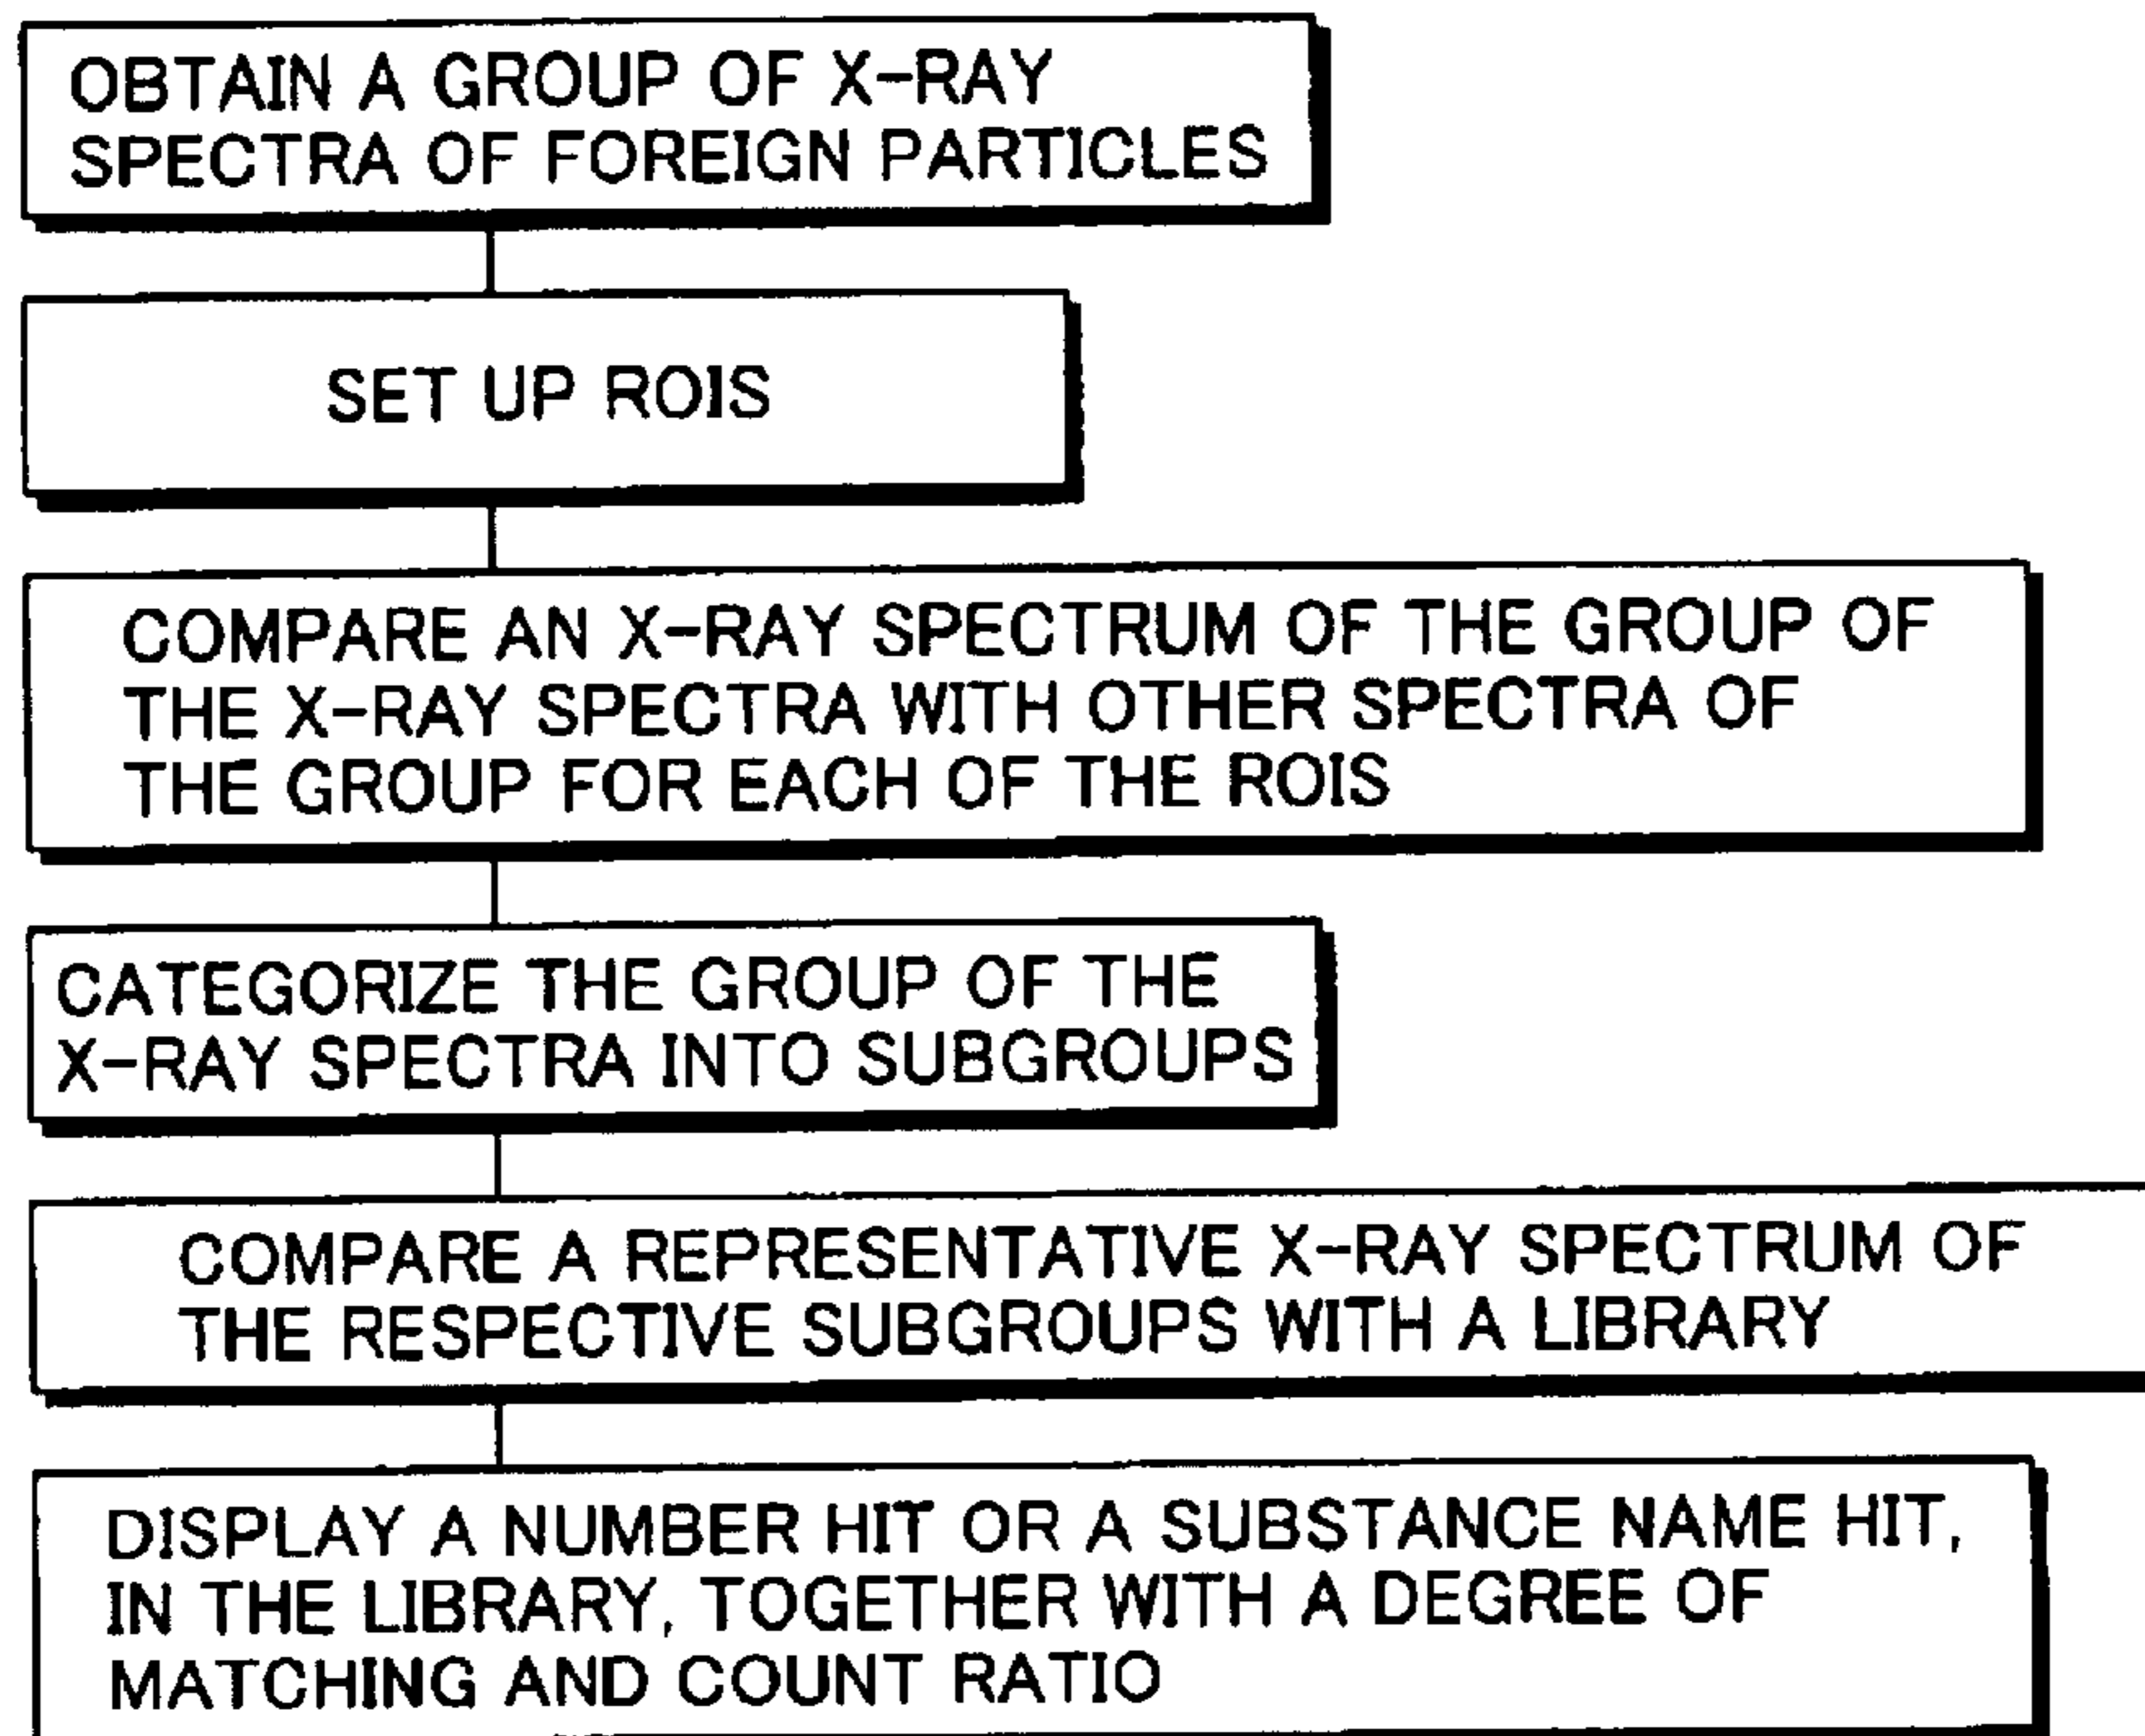 OBTAIN A GROUP OF X-RAY
SPECTRA OF FOREIGN PARTICLES
SET UP ROIS
COMPARE AN X-RAY SPECTRUM OF THE GROUP OF
THE X-RAY SPECTRA WITH OTHER SPECTRA OF
THE GROUP FOR EACH OF THE ROIS
CATEGORIZE THE GROUP OF THE
X-RAY SPECTRA INTO SUBGROUPS
COMPARE A REPRESENTATIVE X-RAY SPECTRUM OF
THE RESPECTIVE SUBGROUPS WITH A LIBRARY
DISPLAY A NUMBER HIT OR A SUBSTANCE NAME HIT,
IN THE LIBRARY, TOGETHER WITH A DEGREE OF
MATCHING AND COUNT RATIO